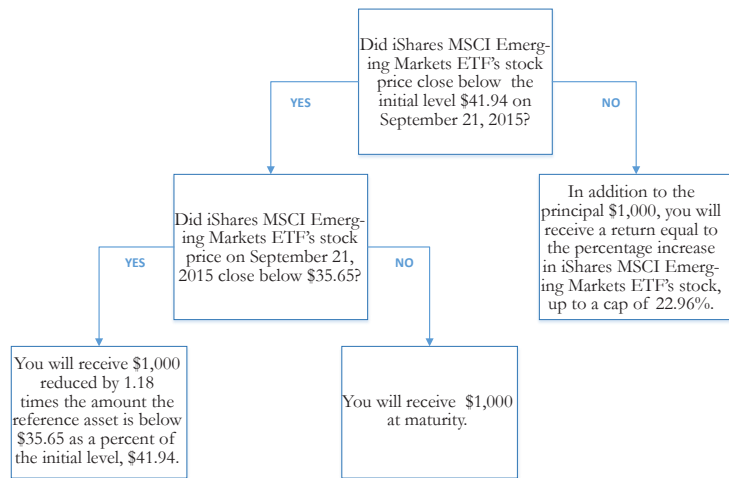 Did iShares MSCI Emerg-
ing Markets ETF's stock
price close below the
initial level $41.94 on
September 21, 2015?
YES
NO
Did iShares MSCI Emerg-
ing Markets ETF's stock
price on September 21,
2015 close below $35.65?
In addition to the
principal $1,000, you will
receive a return equal to
the percentage increase
in iShares MSCI Emerg-
ing Markets ETF's stock,
up to a cap of 22.96%.
YES
NO
You will receive $1,000
reduced by 1.18
times the amount the
reference asset is below
$35.65 as a percent of
the initial level, $41.94.
You will receive $1,000
at maturity.